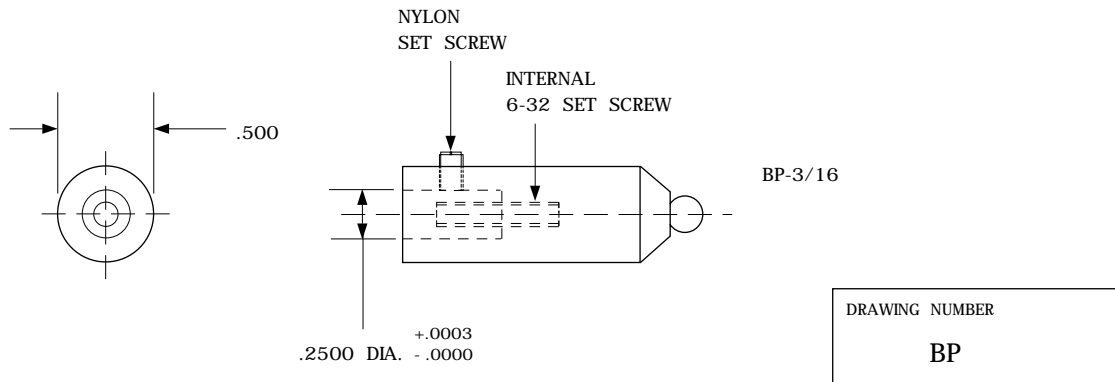 NYLON
SET SCREW
INTERNAL
6-32 SET SCREW
.500
BP-3/16
.2500 DIA. +.0003
- .0000
DRAWING NUMBER
BP